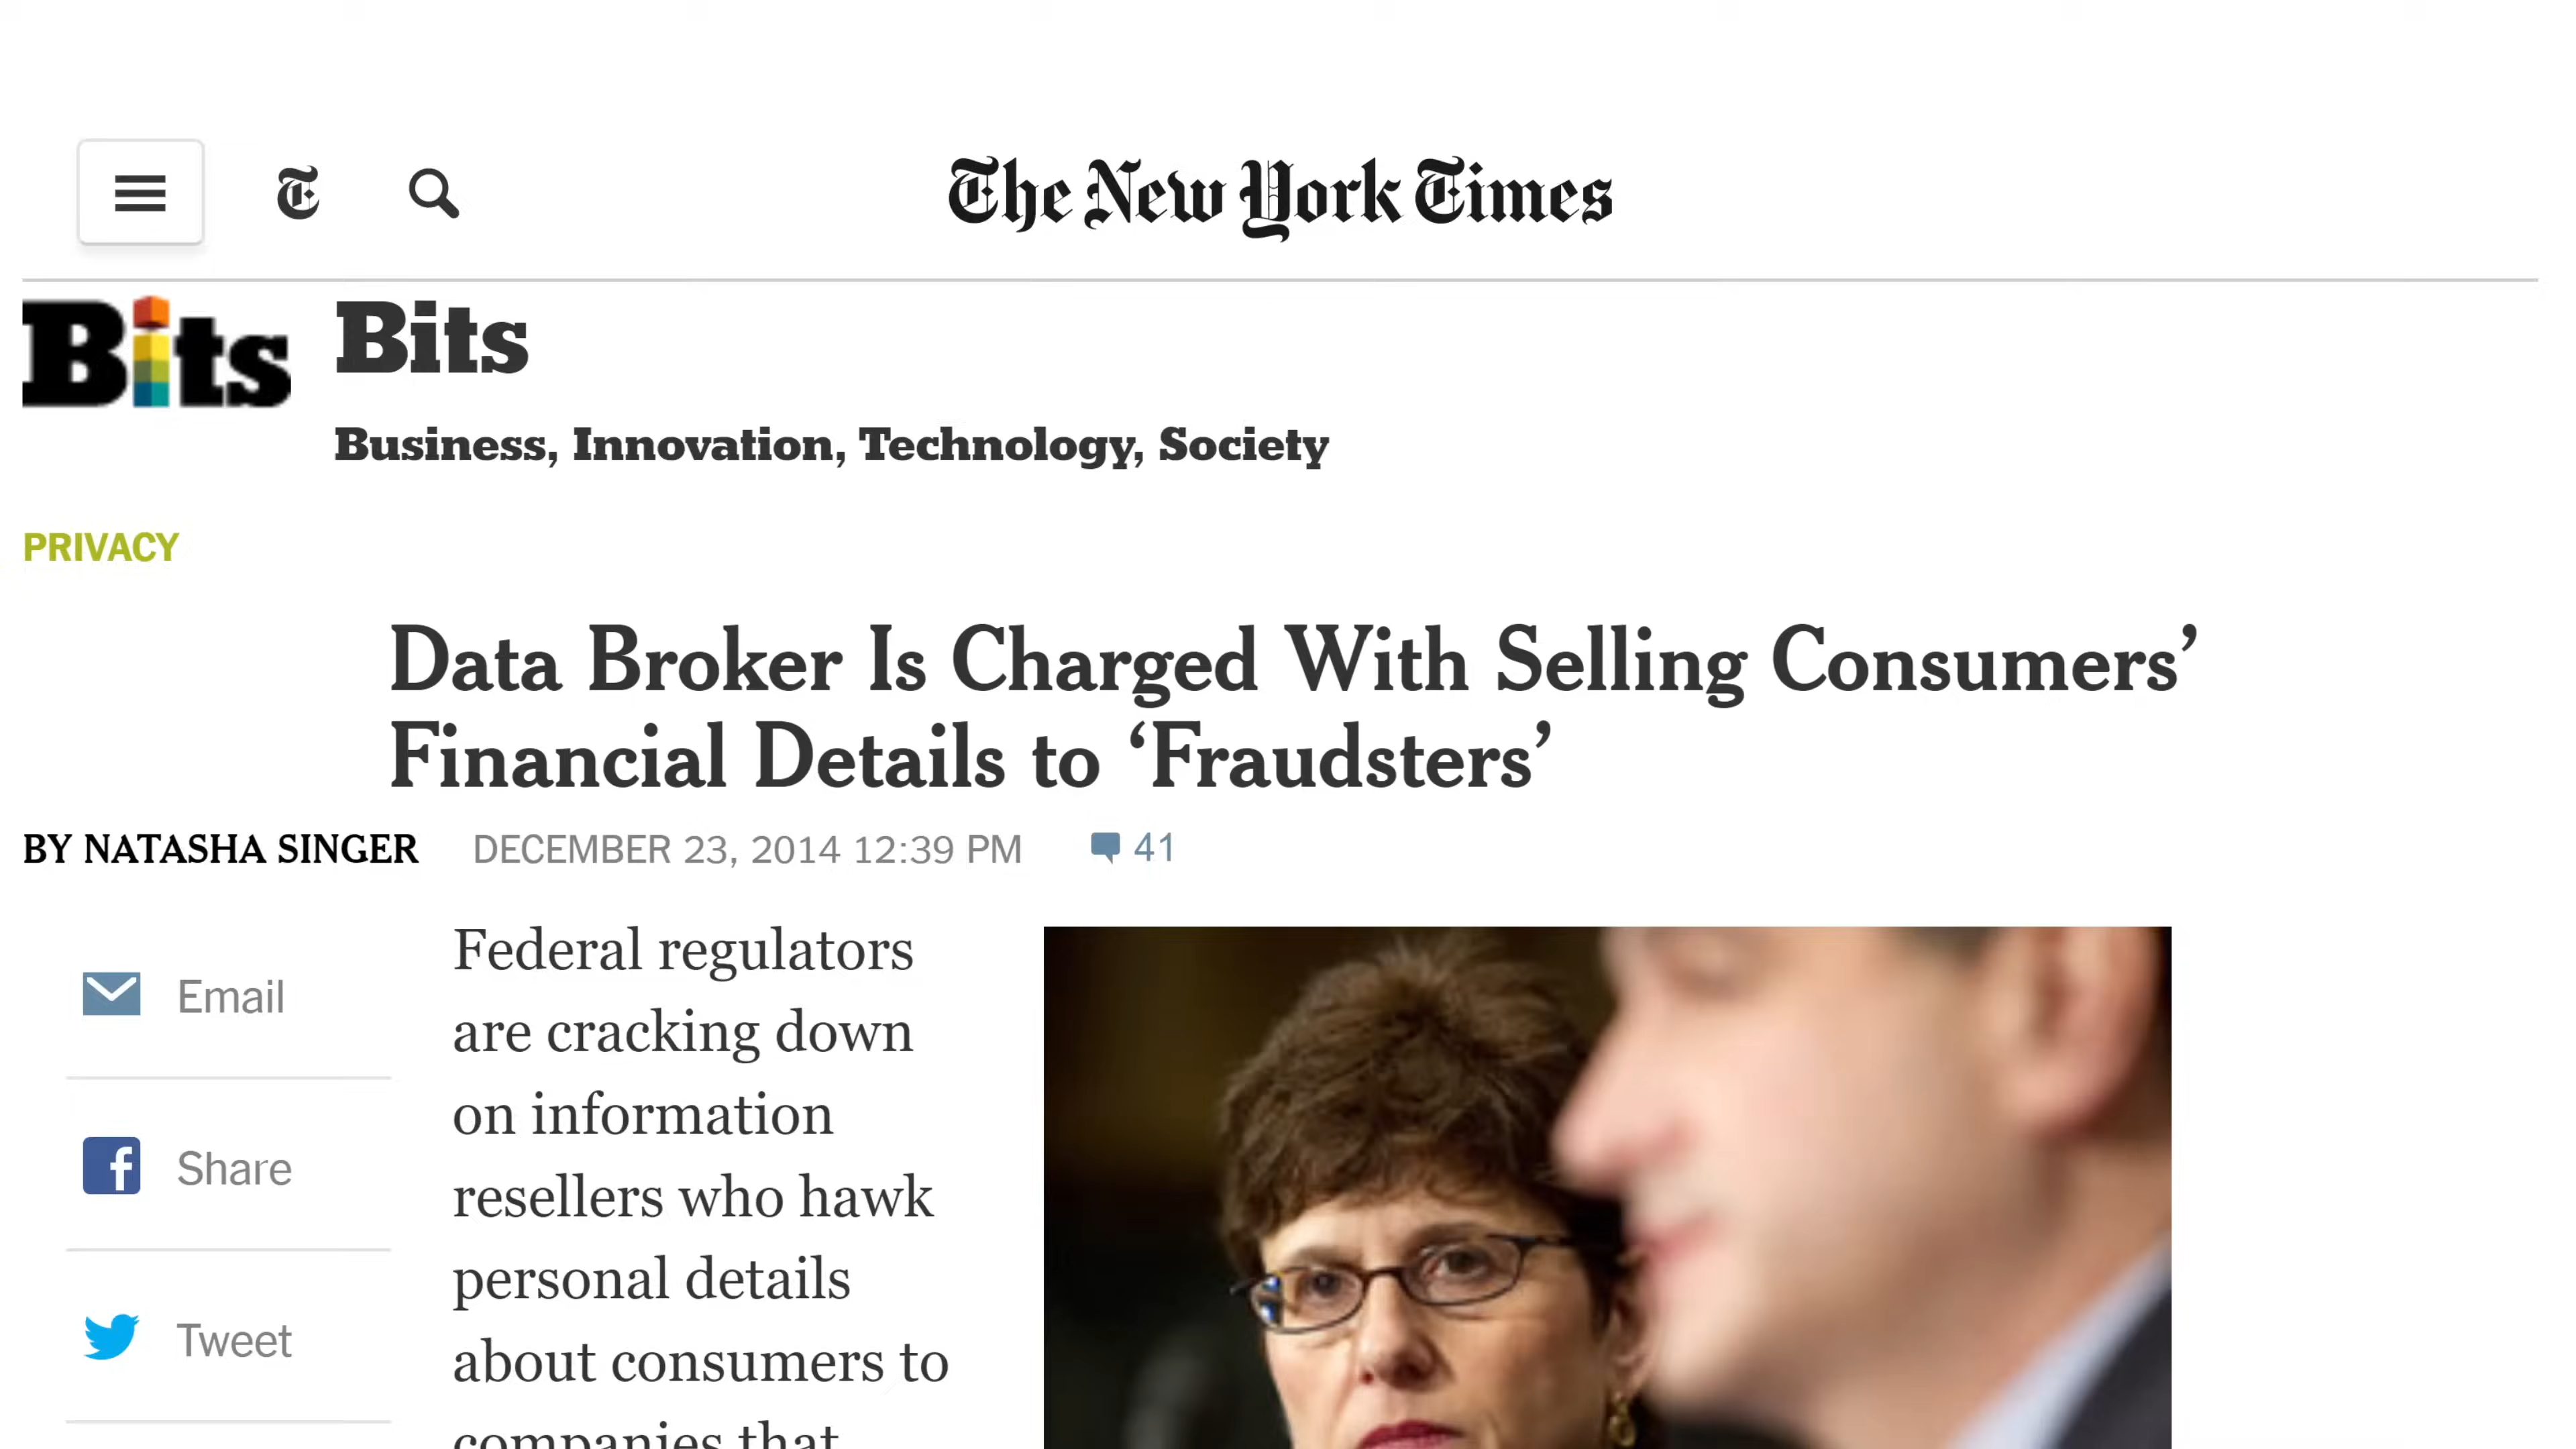 The New York Times
Bits
Bits
Business, Innovation, Technology, Society
PRIVACY
Data Broker Is Charged With Selling Consumers’
Financial Details to ‘Fraudsters’
BY NATASHA SINGER DECEMBER 23, 2014 12:39 PM 41
Email
Share
Tweet
Federal regulators
are cracking down
on information
resellers who hawk
personal details
about consumers to
companies that